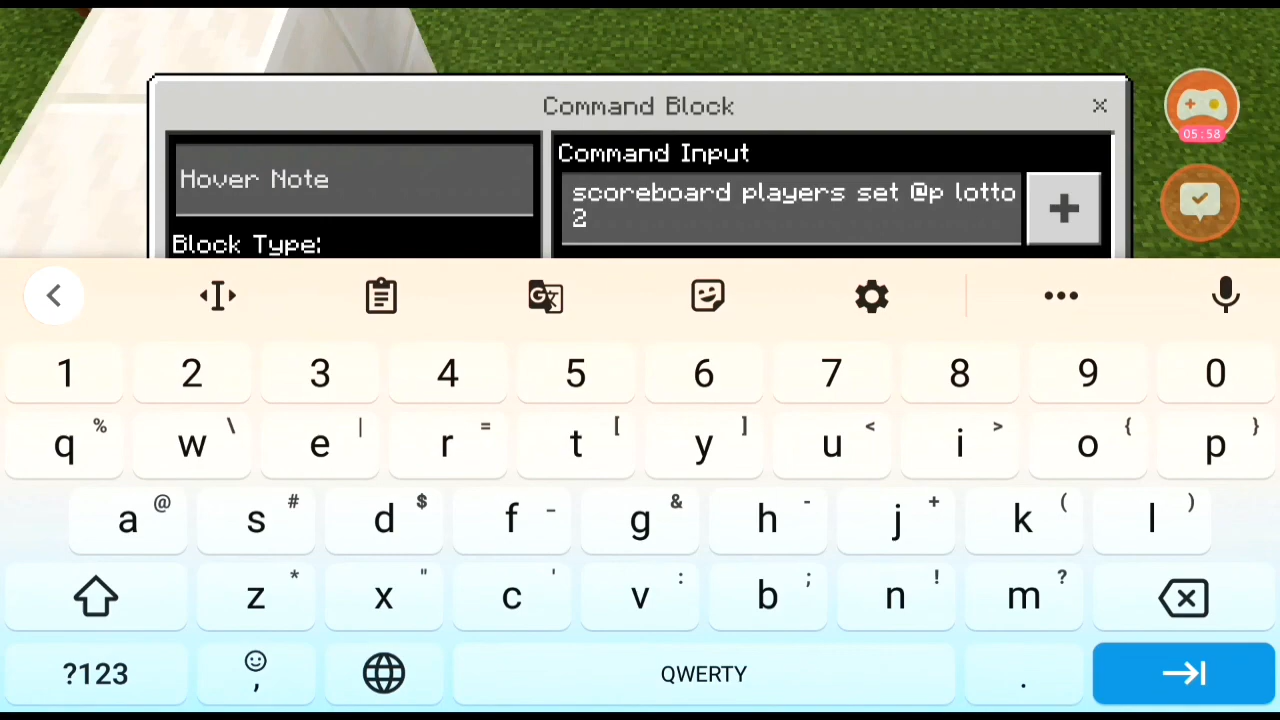 Command Block
×
05:58
Hover Note
Command Input
scoreboard players set @p lotto
2
+
Block Type:
1 2 3 4 5 6 7 8 9 0
q % w \ e | r = t [ y ] u < i > o { p }
a @ s # d $ f _ g & h - j + k ( l )
z * x " c ' v : b ; n ! m ?
?123 , QWERTY .